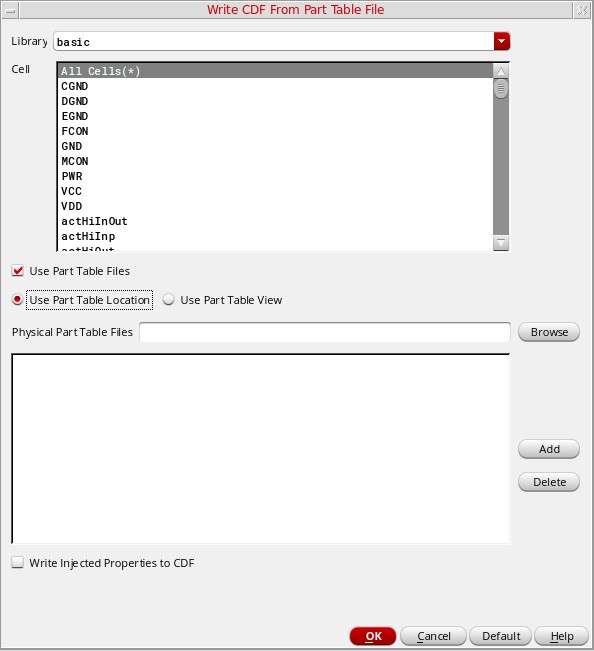 Write CDF From Part Table File
Library basic
Cell
All Cells(*)
CGND
DGND
EGND
FCON
GND
MCON
PWR
VCC
VDD
actHiInOut
actHiInp
actHiOut
Use Part Table Files
Use Part Table Location Use Part Table View
Physical Part Table Files Browse
Add
Delete
Write Injected Properties to CDF
OK Cancel Default Help